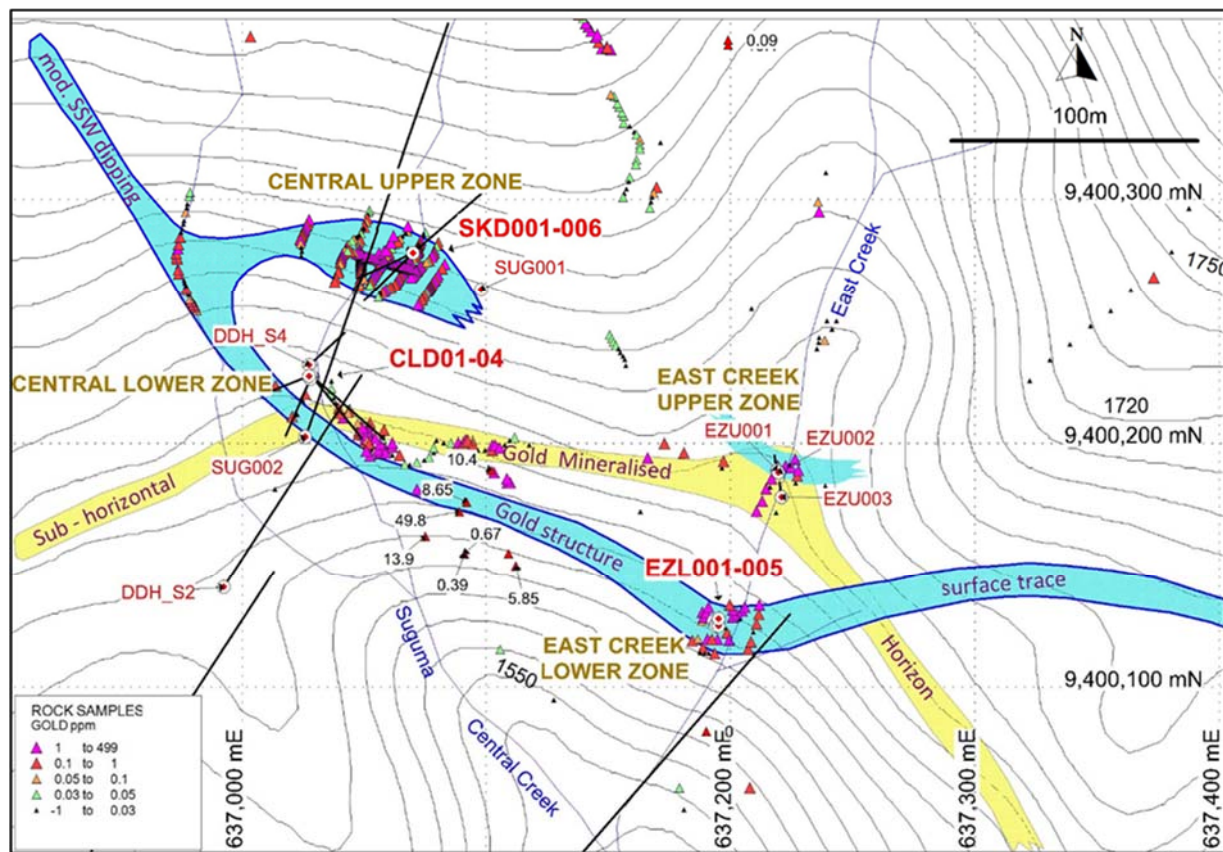 0.09
N
100m
mod. SSW dipping
CENTRAL UPPER ZONE
9,400,300 mN
SKD001-006
SUG001
East Creek
1750
DDH_S4
CLD01-04
CENTRAL LOWER ZONE
EAST CREEK
UPPER ZONE
1720
EZU001
EZU002
9,400,200 mN
SUG002
10.4
Gold Mineralised
EZU003
8.65
Sub - horizontal
49.8
Gold structure
0.67
13.9
0.39
EZL001-005
5.85
surface trace
DDH_S2
Suguma
EAST CREEK
LOWER ZONE
1550
Horizon
9,400,100 mN
Central Creek
0
ROCK SAMPLES
GOLD ppm
1 to 499
0.1 to 1
0.05 to 0.1
0.03 to 0.05
-1 to 0.03
637,000 mE
637,200 mE
637,300 mE
637,400 mE